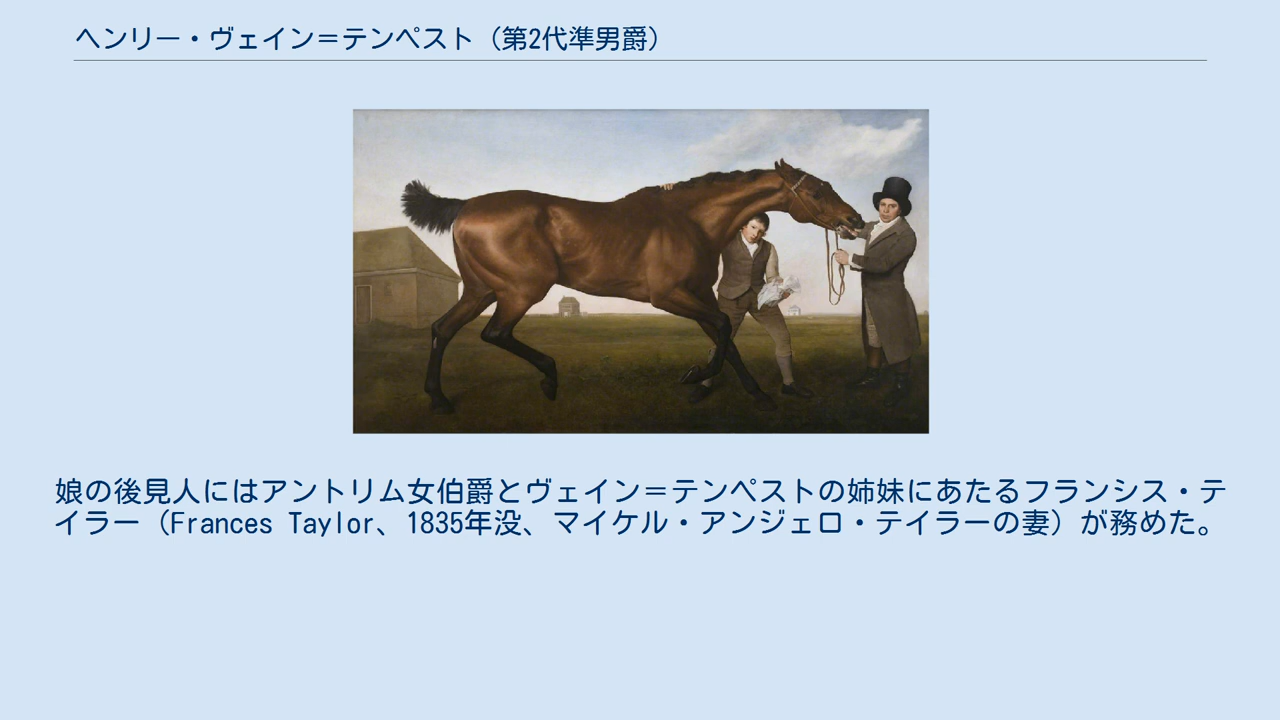 ヘンリー・ヴェイン＝テンペスト（第2代準男爵）
娘の後見人にはアントリム女伯爵とヴェイン＝テンペストの姉妹にあたるフランシス・テ
イラー（Frances Taylor、1835年没、マイケル・アンジェロ・テイラーの妻）が務めた。